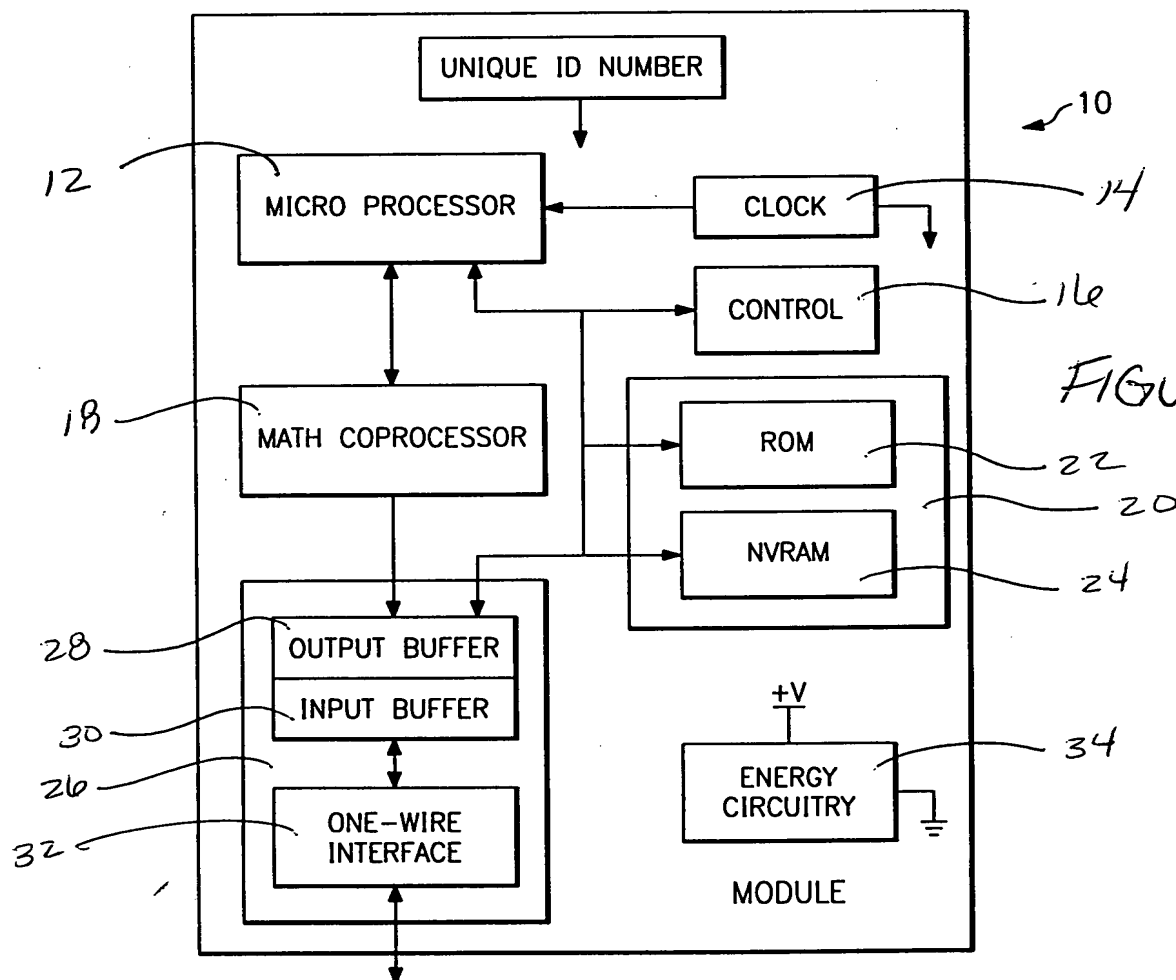 UNIQUE ID NUMBER
10
12
MICRO PROCESSOR
CLOCK
14
CONTROL
16
18
MATH COPROCESSOR
FIGU
ROM
22
20
NVRAM
24
28
OUTPUT BUFFER
30
INPUT BUFFER
26
+V
ENERGY
CIRCUITRY
34
32
ONE-WIRE
INTERFACE
MODULE